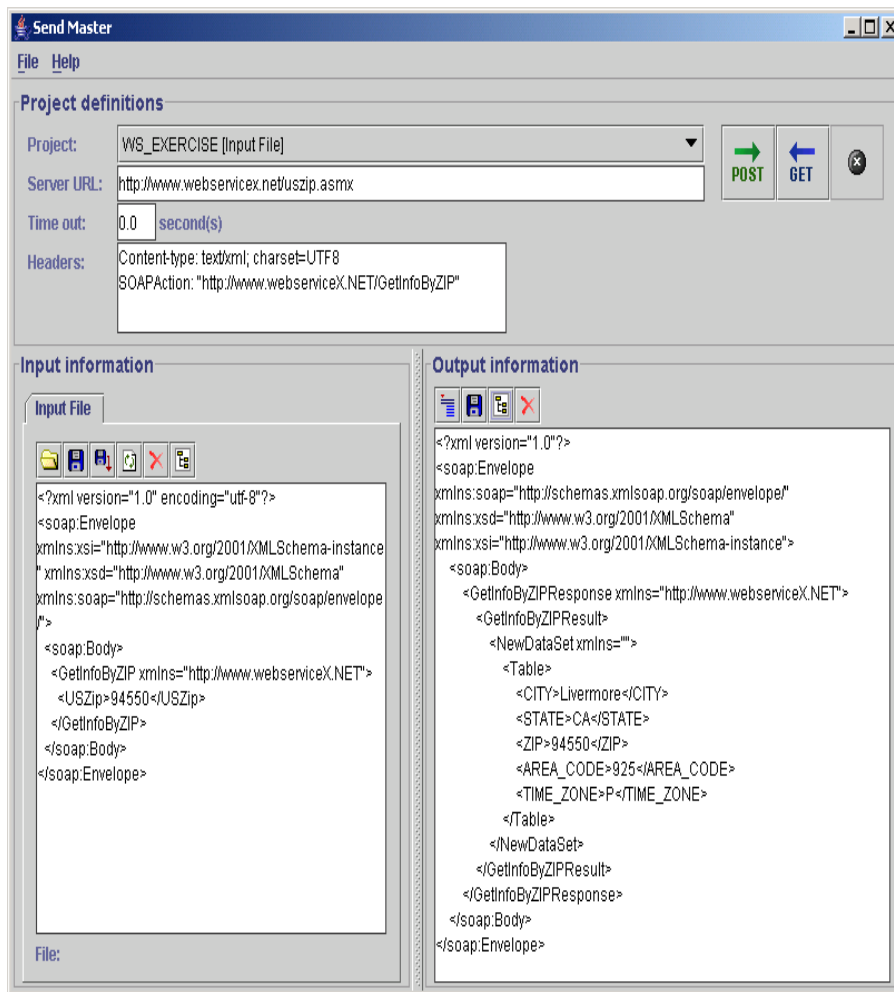 Send Master
File Help
Project definitions
Project: WS_EXERCISE [Input File]
Server URL: http://www.webservicex.net/uszip.asmx
Time out: 0.0 second(s)
Headers: Content-type: text/xml; charset=UTF8
SOAPAction: "http://www.webserviceX.NET/GetInfoByZIP"
POST GET
Input information
Input File
<?xml version="1.0" encoding="utf-8"?>
<soap:Envelope
xmlns:xsi="http://www.w3.org/2001/XMLSchema-instance
" xmlns:xsd="http://www.w3.org/2001/XMLSchema"
xmlns:soap="http://schemas.xmlsoap.org/soap/envelope
/">
<soap:Body>
<GetInfoByZIP xmlns="http://www.webserviceX.NET">
<USZip>94550</USZip>
</GetInfoByZIP>
</soap:Body>
</soap:Envelope>
File:
Output information
<?xml version="1.0"?>
<soap:Envelope
xmlns:soap="http://schemas.xmlsoap.org/soap/envelope/"
xmlns:xsd="http://www.w3.org/2001/XMLSchema"
xmlns:xsi="http://www.w3.org/2001/XMLSchema-instance">
<soap:Body>
<GetInfoByZIPResponse xmlns="http://www.webserviceX.NET">
<GetInfoByZIPResult>
<NewDataSet xmlns="">
<Table>
<CITY>Livermore</CITY>
<STATE>CA</STATE>
<ZIP>94550</ZIP>
<AREA_CODE>925</AREA_CODE>
<TIME_ZONE>P</TIME_ZONE>
</Table>
</NewDataSet>
</GetInfoByZIPResult>
</GetInfoByZIPResponse>
</soap:Body>
</soap:Envelope>